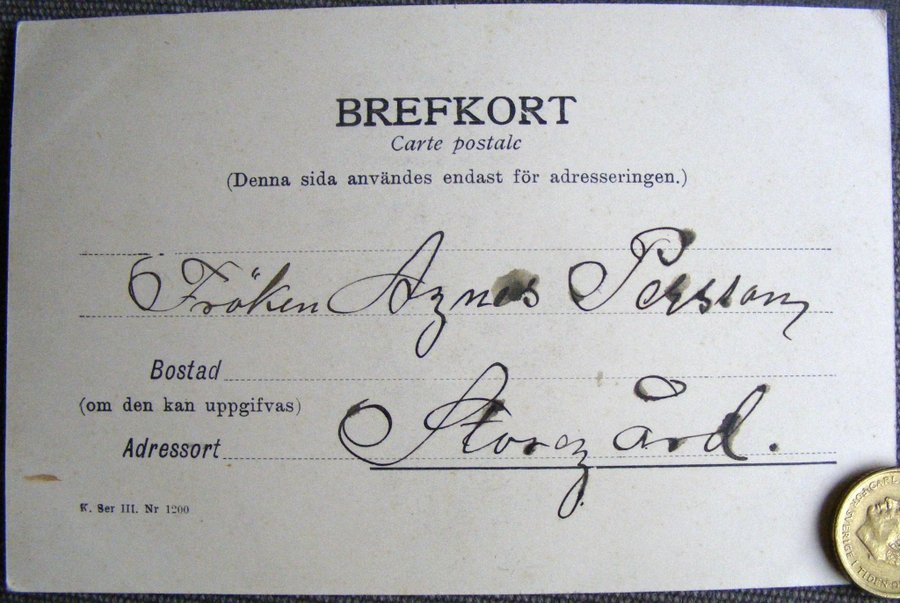 BREFKORT
Carte postale
(Denna sida användes endast för adresseringen.)
Fröken Agnes Persson,
Bostad
(om den kan uppgifvas)
Adressort Storgård.
K. Ser III. Nr 1200